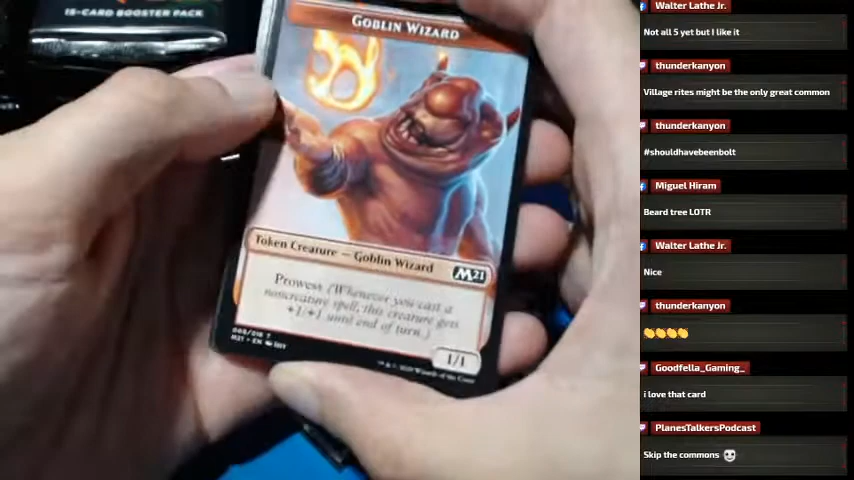 15-CARD BOOSTER PACK
GOBLIN WIZARD
Token Creature — Goblin Wizard
M21
Prowess (Whenever you cast a
noncreature spell, this creature gets
+1/+1 until end of turn.)
M21 • EN
1/1
Walter Lathe Jr.
Not all 5 yet but I like it
thunderkanyon
Village rites might be the only great common
thunderkanyon
#shouldhavebeenbolt
Miguel Hiram
Beard tree LOTR
Walter Lathe Jr.
Nice
thunderkanyon
👏👏👏👏
Goodfella_Gaming_
i love that card
PlanesTalkersPodcast
Skip the commons